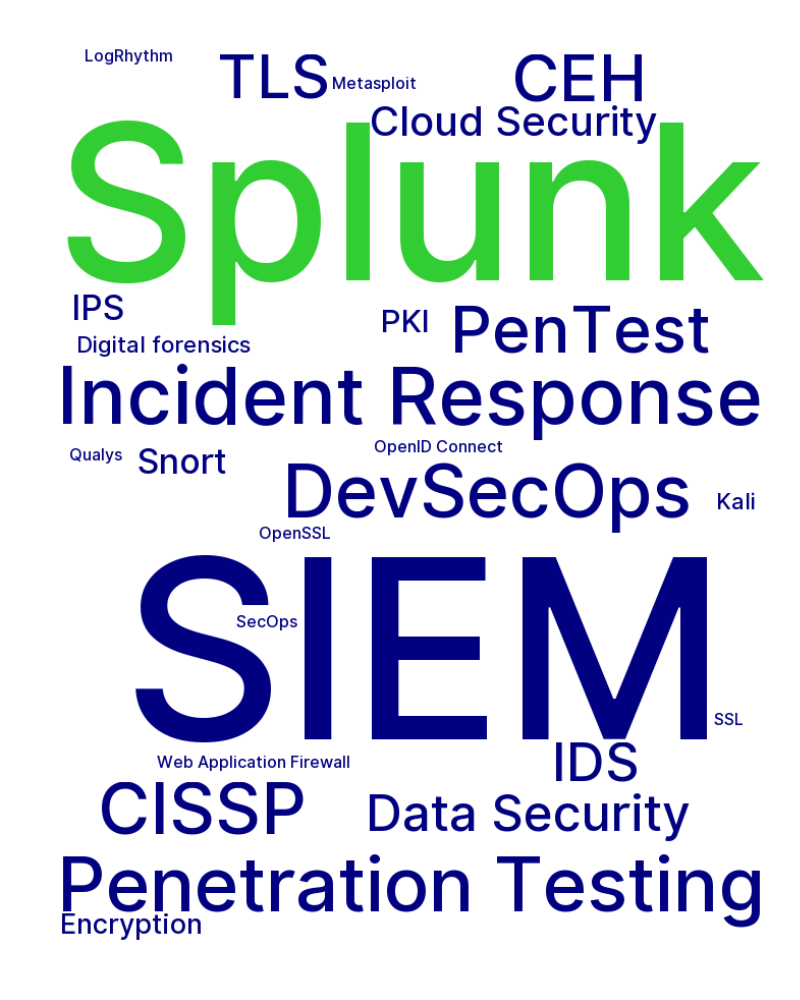 LogRhythm
TLS
Metasploit
CEH
Cloud Security
Splunk
IPS
PKI
PenTest
Digital forensics
Incident Response
OpenID Connect
Qualys
Snort
DevSecOps
Kali
OpenSSL
SIEM
SecOps
SSL
IDS
Web Application Firewall
CISSP
Data Security
Penetration Testing
Encryption